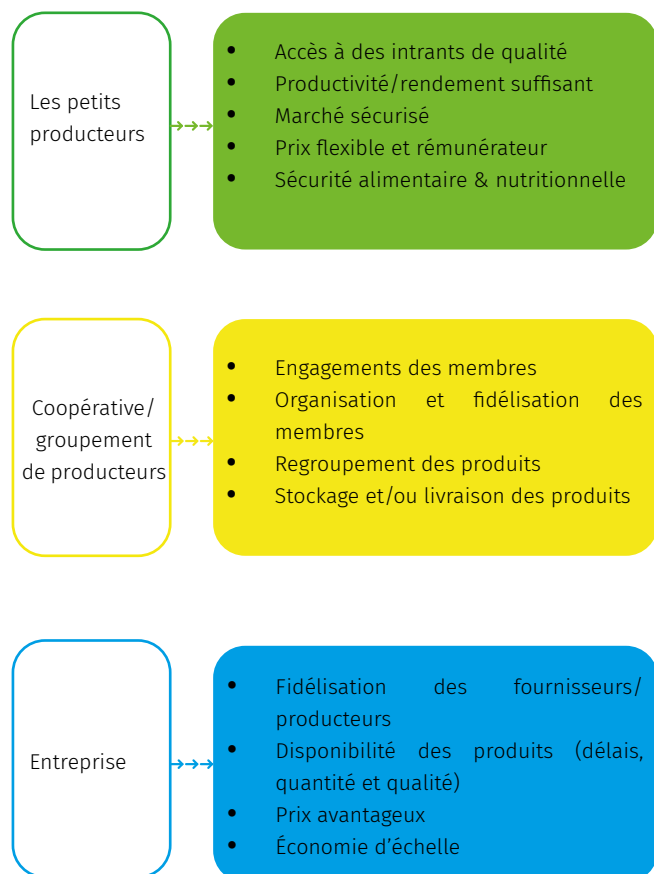 Les petits
producteurs
• Accès à des intrants de qualité
• Productivité/rendement suffisant
• Marché sécurisé
• Prix flexible et rémunérateur
• Sécurité alimentaire & nutritionnelle
Coopérative/
groupement
de producteurs
• Engagements des membres
• Organisation et fidélisation des
membres
• Regroupement des produits
• Stockage et/ou livraison des produits
Entreprise
• Fidélisation des fournisseurs/
producteurs
• Disponibilité des produits (délais,
quantité et qualité)
• Prix avantageux
• Économie d’échelle